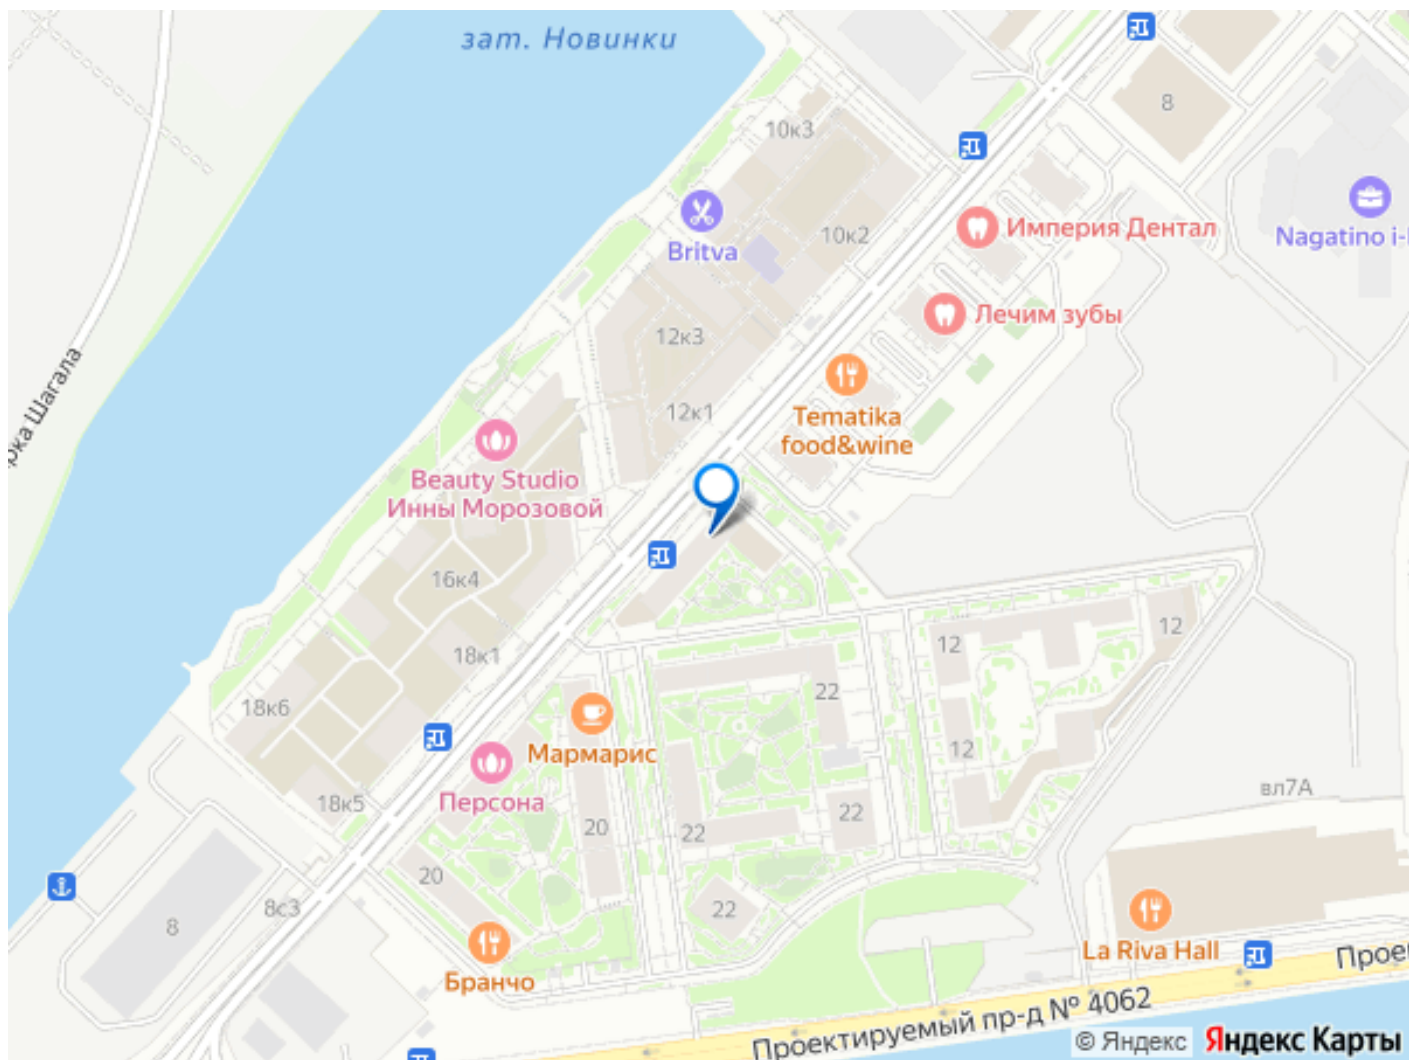 зат. Новинки
8
10к3
10к2
Britva
Империя Дентал
Nagatino i-
Лечим зубы
12к3
12к1
рка Шагала
Tematika
food&wine
Beauty Studio
Инны Морозовой
16к4
18к1
18к6
18к5
12
12
12
22
22
22
22
Мармарис
Персона
20
20
вл7А
8с3
8
Бранчо
La Riva Hall
Прое
Проектируемый пр-д № 4062
© Яндекс Яндекс Карты